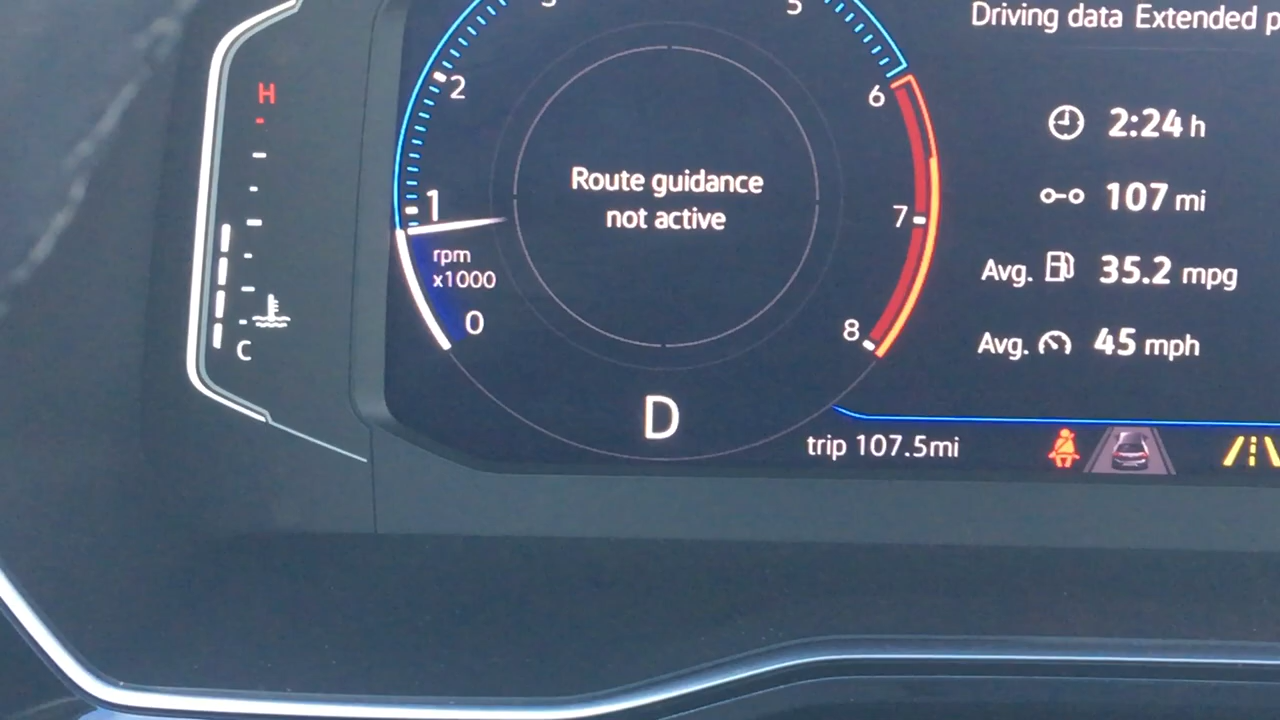 Driving data Extended p
3
5
H
2
6
2:24 h
Route guidance
not active
107 mi
1
7
rpm
x1000
Avg. 35.2 mpg
0
8
C
Avg. 45 mph
D
trip 107.5mi